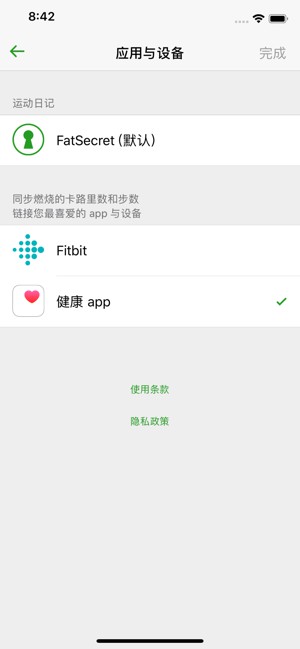 8:42
应用与设备
完成
运动日记
FatSecret (默认)
同步燃烧的卡路里数和步数
链接您最喜爱的 app 与设备
Fitbit
健康 app
使用条款
隐私政策